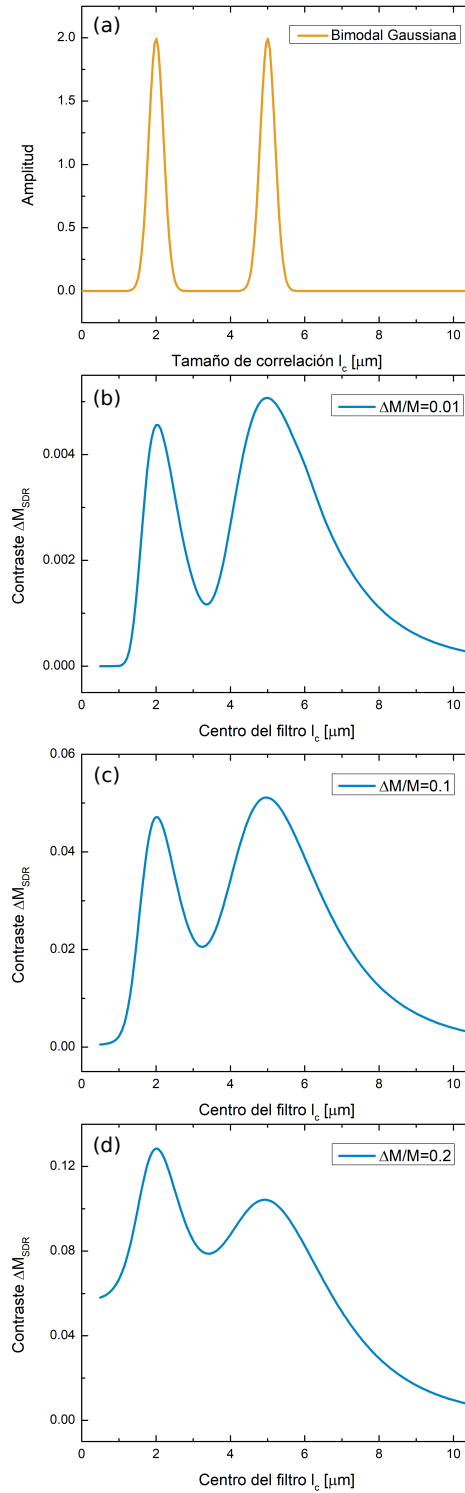 (a)
Bimodal Gaussiana
Amplitud
2.0
1.5
1.0
0.5
0.0
0 2 4 6 8 10
Tamaño de correlación l_c [μm]
(b)
ΔM/M=0.01
Contraste ΔM_SDR
0.004
0.002
0.000
0 2 4 6 8 10
Centro del filtro l_c [μm]
(c)
ΔM/M=0.1
Contraste ΔM_SDR
0.06
0.04
0.02
0.00
0 2 4 6 8 10
Centro del filtro l_c [μm]
(d)
ΔM/M=0.2
Contraste ΔM_SDR
0.12
0.08
0.04
0.00
0 2 4 6 8 10
Centro del filtro l_c [μm]